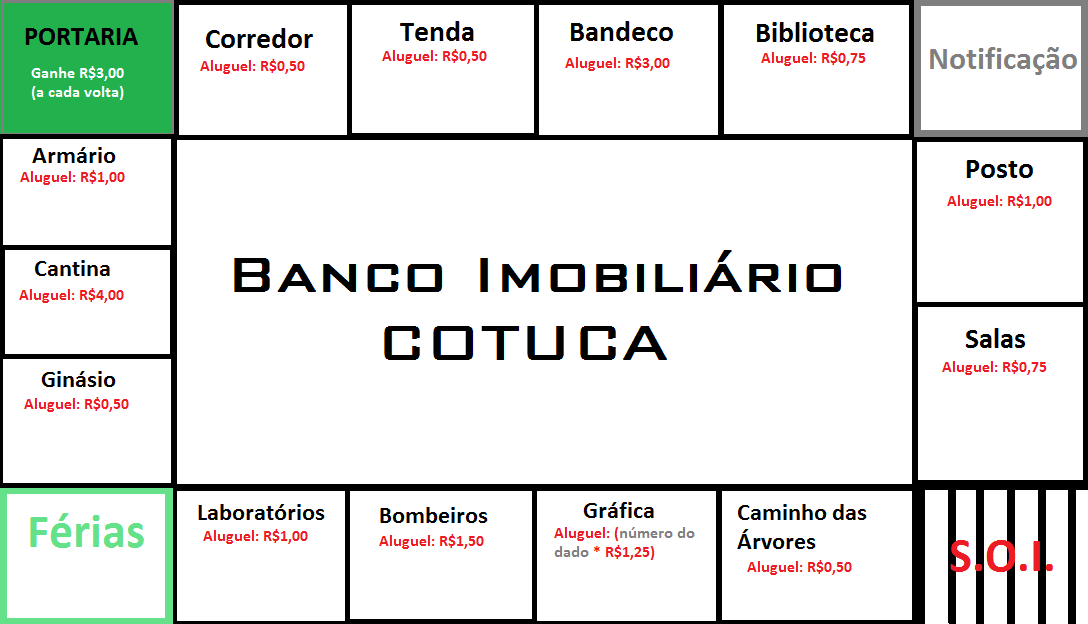 PORTARIA
Ganhe R$3,00
(a cada volta)
Corredor
Aluguel: R$0,50
Tenda
Aluguel: R$0,50
Bandeco
Aluguel: R$3,00
Biblioteca
Aluguel: R$0,75
Notificação
Armário
Aluguel: R$1,00
Cantina
Aluguel: R$4,00
Ginásio
Aluguel: R$0,50
Banco Imobiliário
COTUCA
Posto
Aluguel: R$1,00
Salas
Aluguel: R$0,75
Férias
Laboratórios
Aluguel: R$1,00
Bombeiros
Aluguel: R$1,50
Gráfica
Aluguel: (número do
dado * R$1,25)
Caminho das
Árvores
Aluguel: R$0,50
S.O.I.